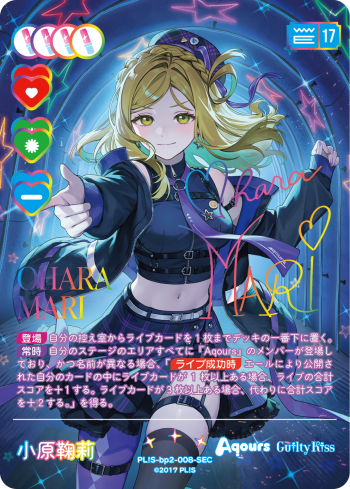 17
Ohara
MARI
OHARA
MARI
登場 自分の控え室からライブカードを1枚までデッキの一番下に置く。
常時 自分のステージのエリアすべてに『Aqours』のメンバーが登場し
ており、かつ名前が異なる場合、「ライブ成功時 エールにより公開さ
れた自分のカードの中にライブカードが1枚以上ある場合、ライブの合計
スコアを+1する。ライブカードが3枚以上ある場合、代わりに合計スコア
を+2する。」を得る。
小原鞠莉
Aqours Guilty Kiss
PL!S-bp2-008-SEC
©2017 PL!S